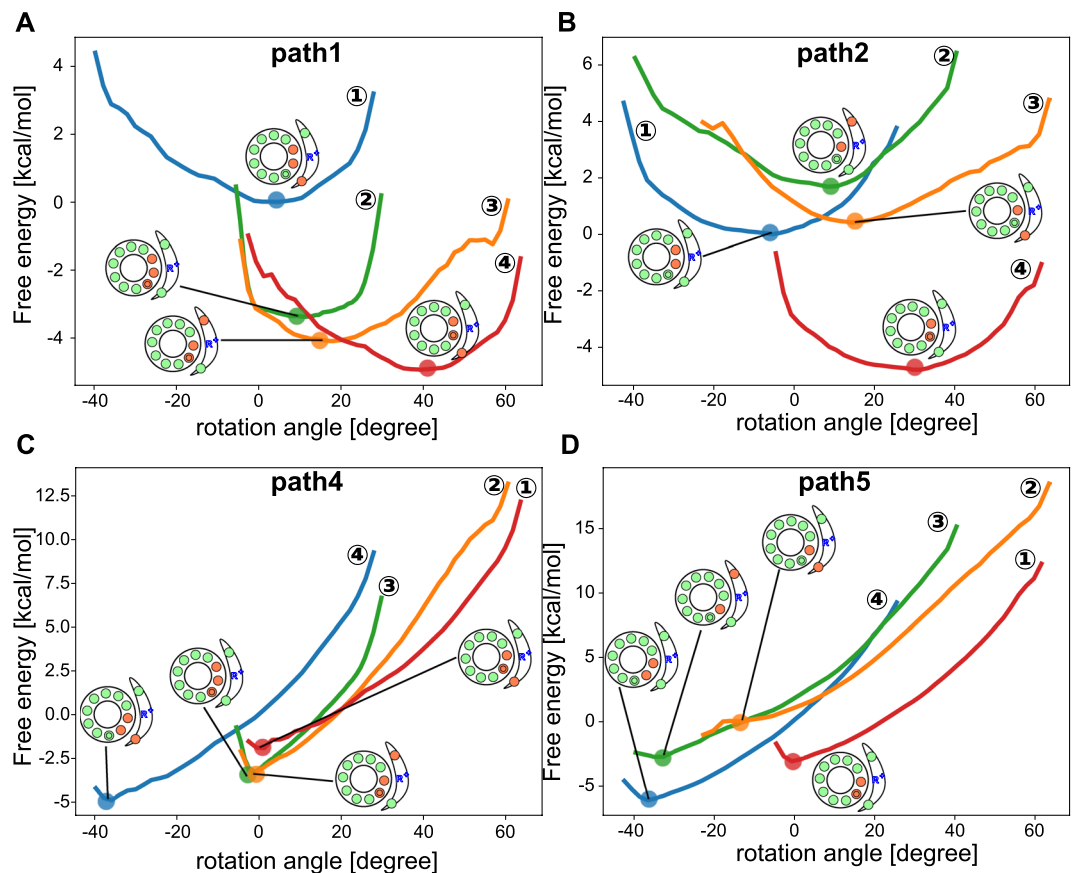 A
B
path1
path2
Free energy [kcal/mol]
4
2
0
-2
-4
-40
-20
0
20
40
60
rotation angle [degree]
①
②
③
④
R+
R+
R+
R+
Free energy [kcal/mol]
6
4
2
0
-2
-4
-40
-20
0
20
40
60
rotation angle [degree]
①
②
③
④
R+
R+
R+
R+
C
D
path4
path5
Free energy [kcal/mol]
12.5
10.0
7.5
5.0
2.5
0.0
-2.5
-5
-40
-20
0
20
40
60
rotation angle [degree]
②
①
④
③
R+
R+
R+
R+
Free energy [kcal/mol]
15
10
5
0
-5
-40
-20
0
20
40
60
rotation angle [degree]
②
③
①
④
R+
R+
R+
R+